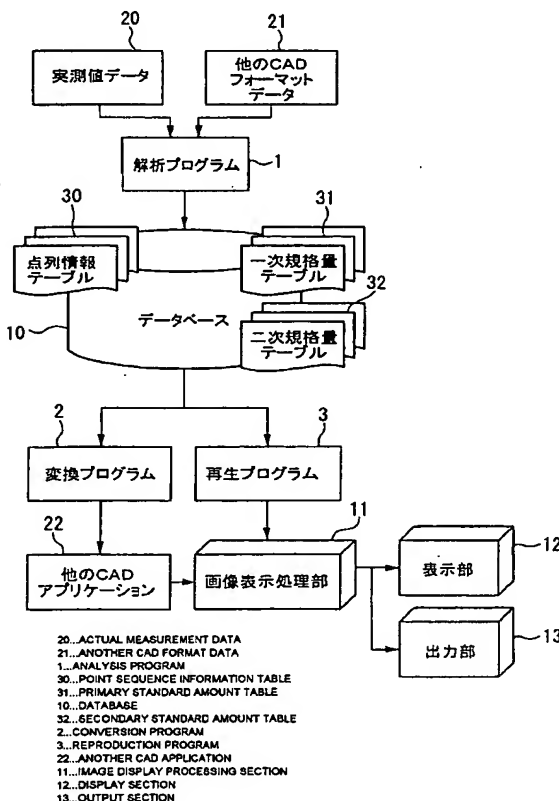 20
21
実測値データ
他のCAD
フォーマット
データ
解析プログラム
1
30
31
点列情報
テーブル
一次規格量
テーブル
32
10
データベース
二次規格量
テーブル
2
3
変換プログラム
再生プログラム
22
11
12
他のCAD
アプリケーション
画像表示処理部
表示部
13
出力部
20...ACTUAL MEASUREMENT DATA
21...ANOTHER CAD FORMAT DATA
1...ANALYSIS PROGRAM
30...POINT SEQUENCE INFORMATION TABLE
31...PRIMARY STANDARD AMOUNT TABLE
10...DATABASE
32...SECONDARY STANDARD AMOUNT TABLE
2...CONVERSION PROGRAM
3...REPRODUCTION PROGRAM
22...ANOTHER CAD APPLICATION
11...IMAGE DISPLAY PROCESSING SECTION
12...DISPLAY SECTION
13...OUTPUT SECTION